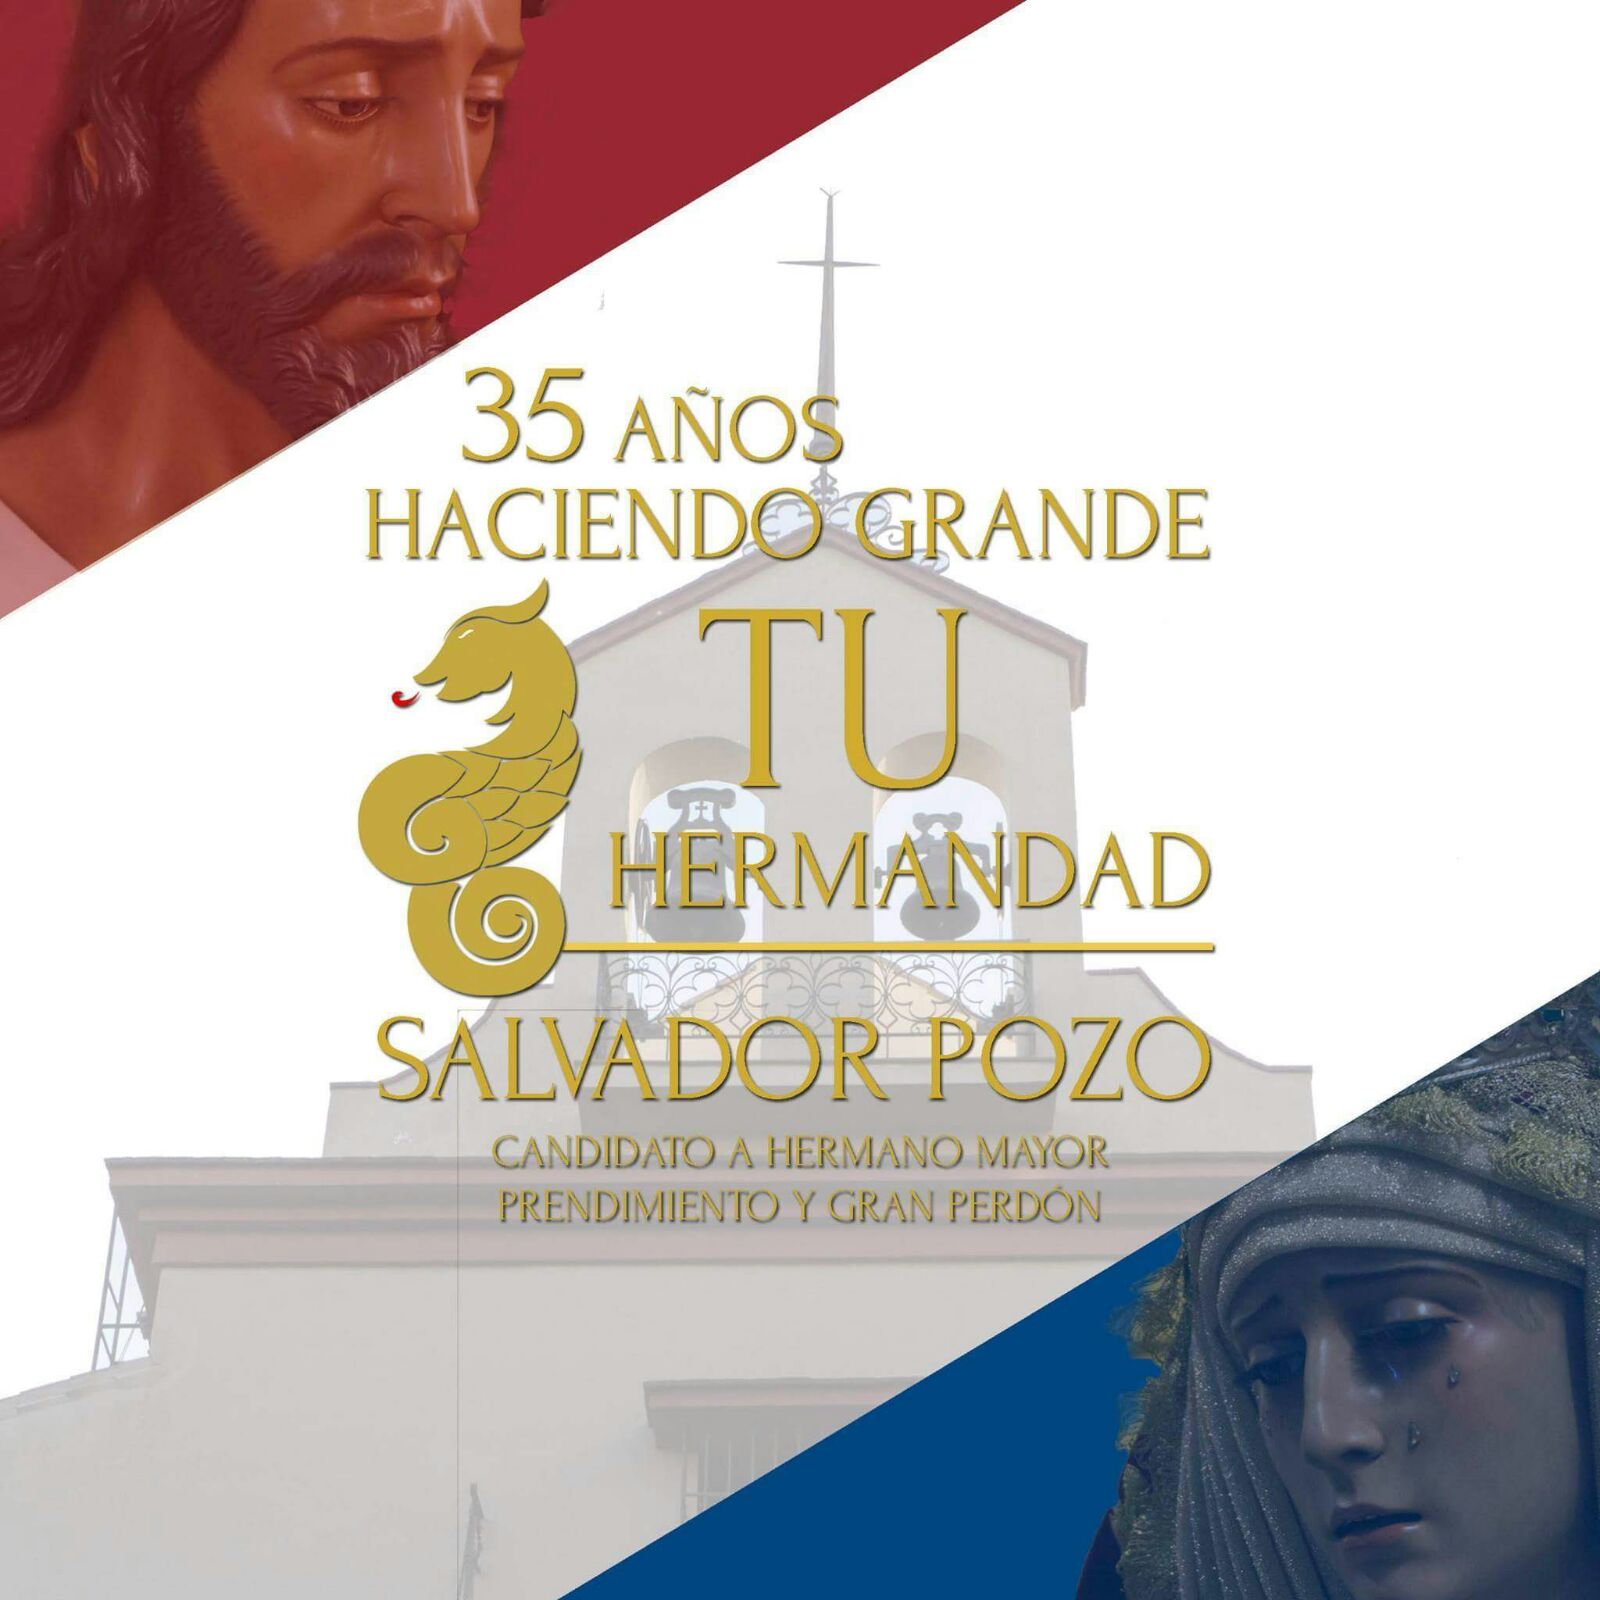 35 AÑOS
HACIENDO GRANDE
TU
HERMANDAD
SALVADOR POZO
CANDIDATO A HERMANO MAYOR
PRENDIMIENTO Y GRAN PERDÓN